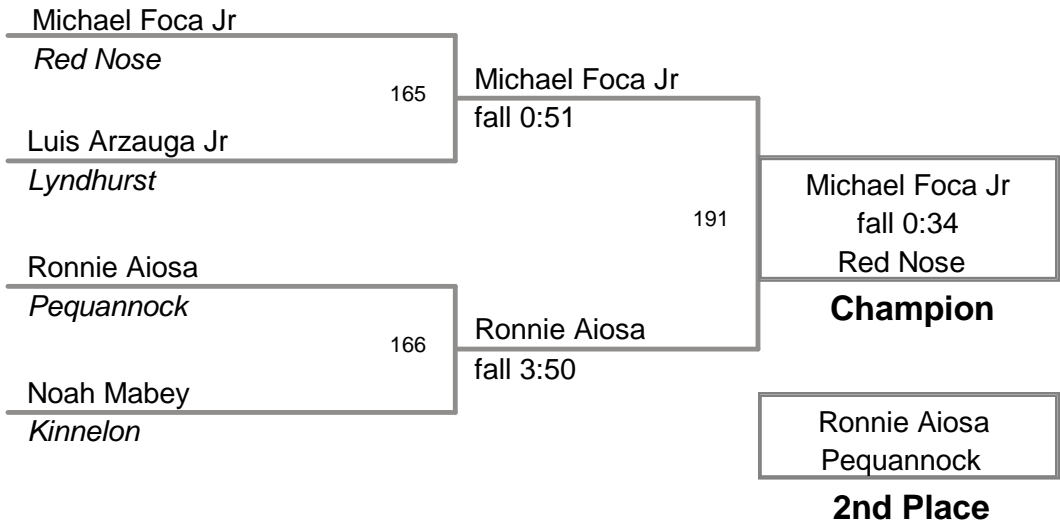 Michael Foca Jr
Red Nose
165
Michael Foca Jr
fall 0:51
Luis Arzauga Jr
Lyndhurst
191
Michael Foca Jr
fall 0:34
Red Nose
Champion
Ronnie Aiosa
Pequannock
166
Ronnie Aiosa
fall 3:50
Noah Mabey
Kinnelon
Ronnie Aiosa
Pequannock
2nd Place